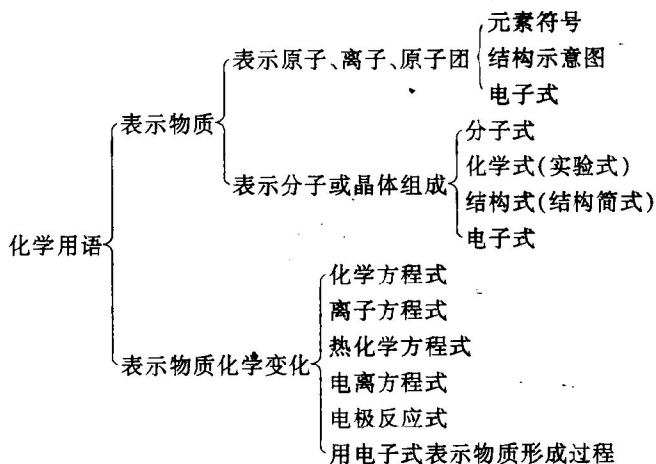 元素符号
表示原子、离子、原子团
结构示意图
电子式
表示物质
分子式
化学式(实验式)
表示分子或晶体组成
结构式(结构简式)
电子式
化学用语
化学方程式
离子方程式
热化学方程式
表示物质化学变化
电离方程式
电极反应式
用电子式表示物质形成过程